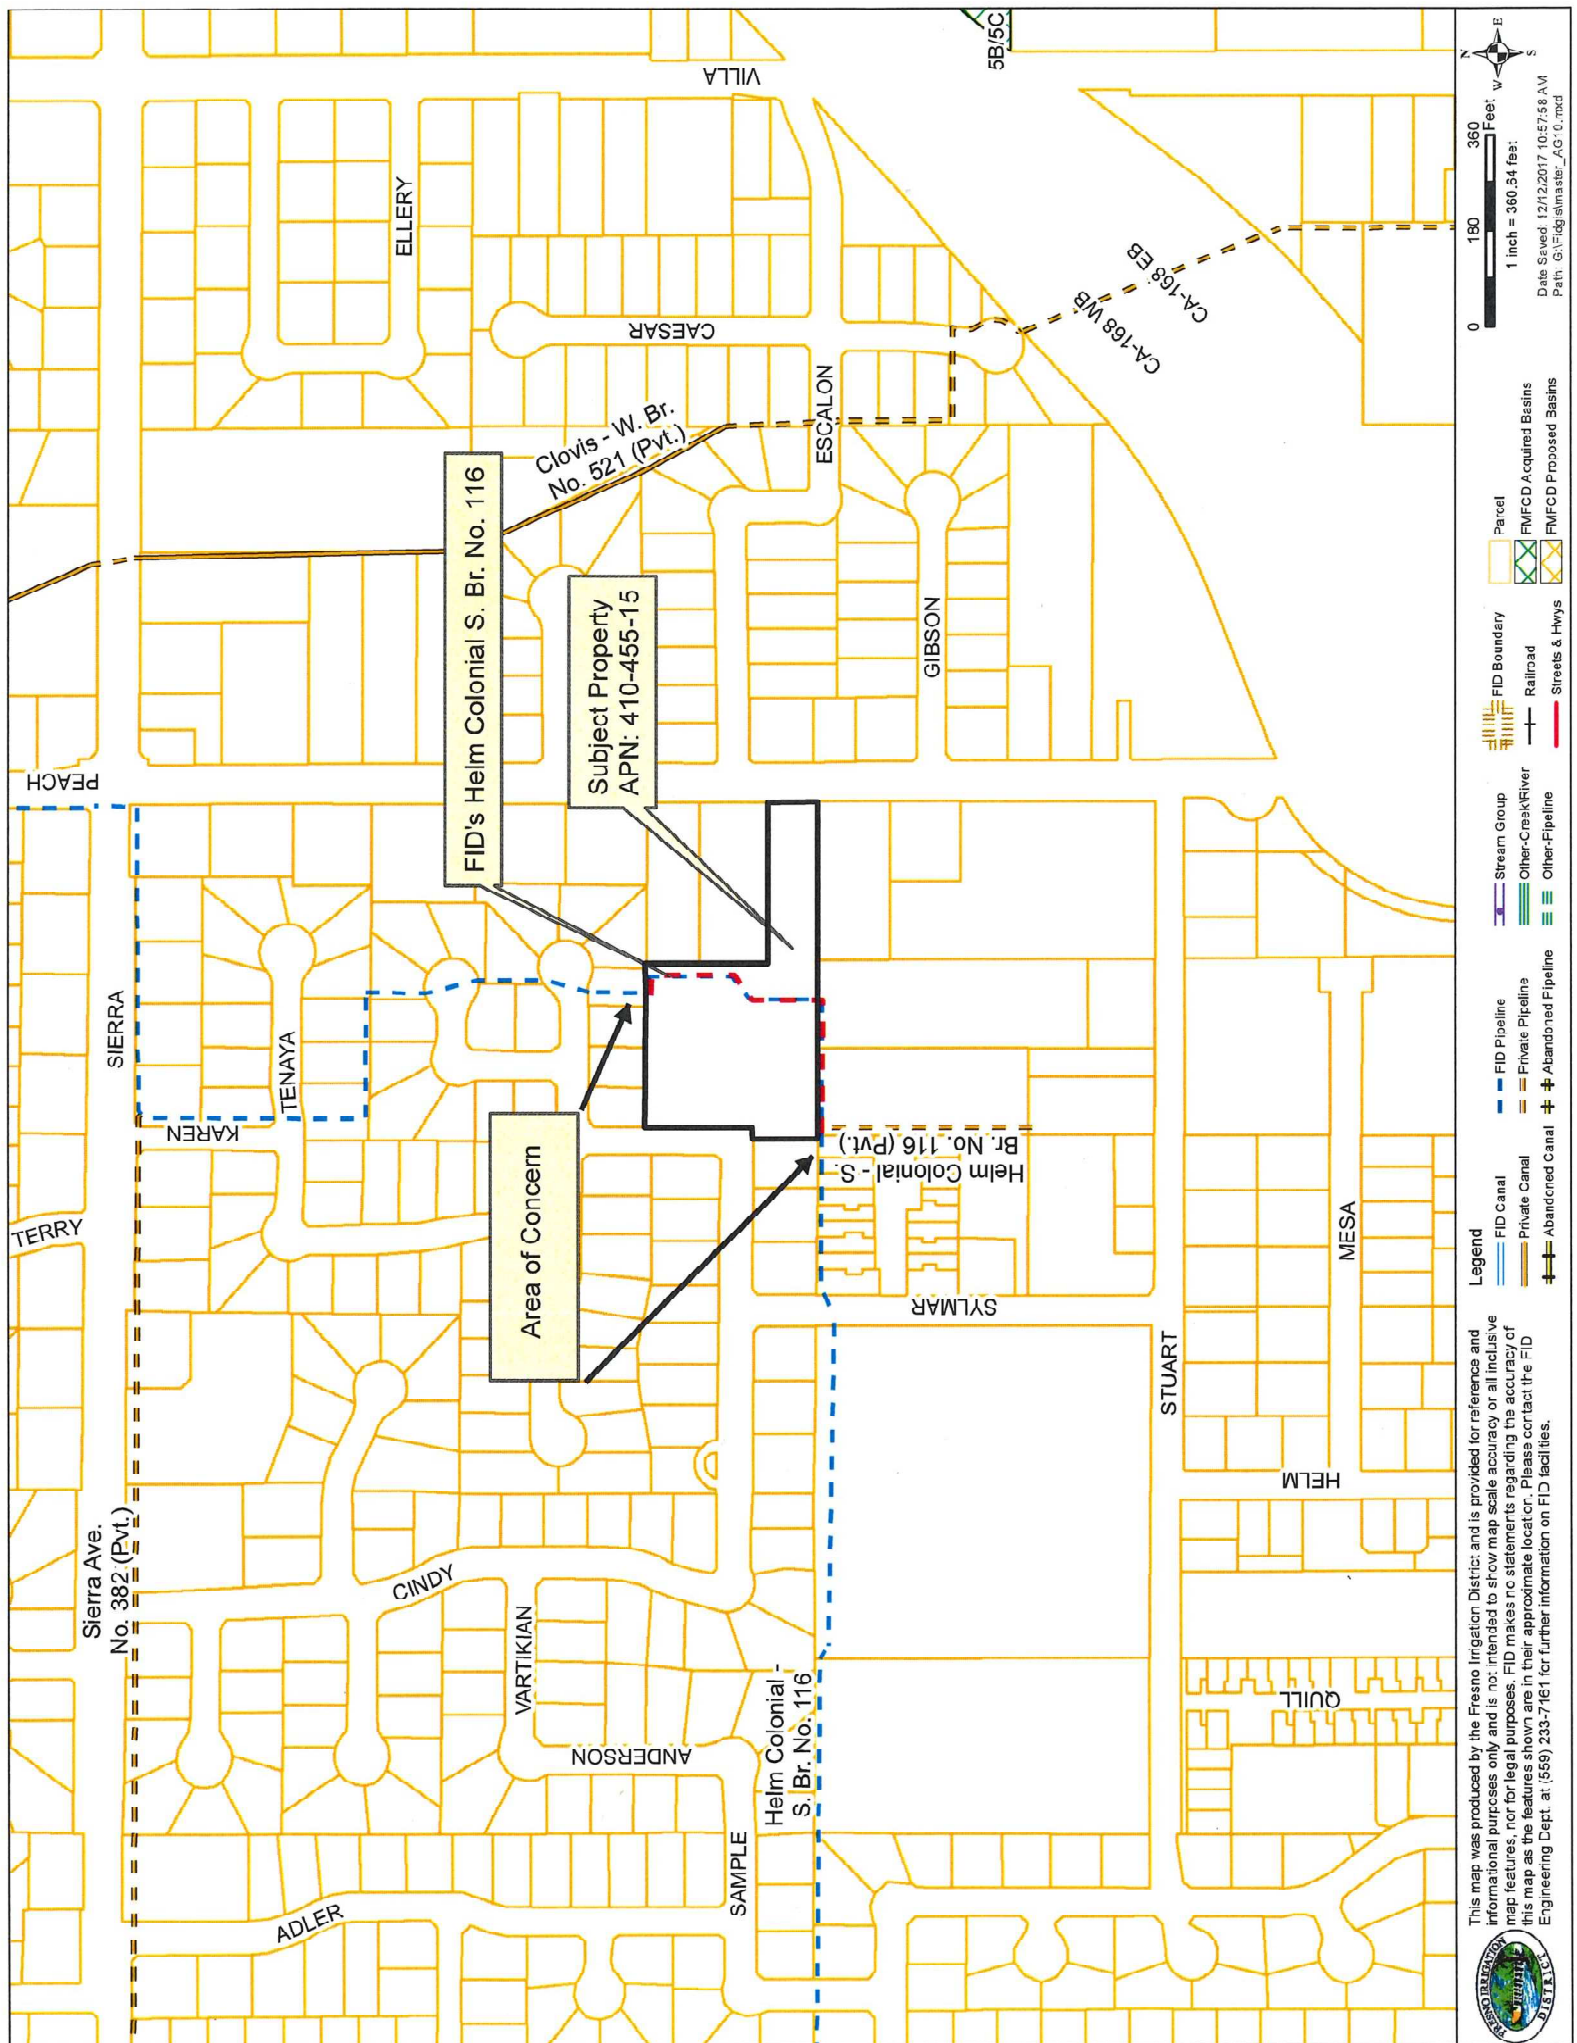 TERRY
SIERRA
PEACH
Sierra Ave.
No. 382 (Pvt.)
KAREN
TENAYA
ADLER
CINDY
VARTIKIAN
ANDERSON
SAMPLE
Helm Colonial -
S. Br. No. 116
Area of Concern
FID's Helm Colonial S. Br. No. 116
Subject Property
APN: 410-455-15
Clovis - W. Br.
No. 521 (Pvt.)
ELLERY
VILLA
CAESAR
ESCALON
GIBSON
CA-168 WB
CA-168 EB
5B/5C
Helm Colonial - S.
Br. No. 116 (Pvt.)
SYLMAR
STUART
MESA
HELM
QUILL
FRESNO IRRIGATION
DISTRICT
This map was produced by the Fresno Irrigation District and is provided for reference and
informational purposes only and is not intended to show map scale accuracy or all inclusive
map features, nor for legal purposes. FID makes no statements regarding the accuracy of
this map as the features shown are in their approximate location. Please contact the FID
Engineering Dept. at (559) 233-7161 for further information on FID facilities.
Legend
FID Canal
Private Canal
Abandoned Canal
FID Pipeline
Private Pipeline
Abandoned Pipeline
Stream Group
Other-Creek/River
Other-Pipeline
FID Boundary
Railroad
Streets & Hwys
Parcel
FMFCD Acquired Basins
FMFCD Proposed Basins
0 180 360
Feet
1 inch = 360.64 feet
N
W
E
S
Date Saved: 12/12/2017 10:57:58 AM
Path: G:\Fidgis\master_AG10.mxd